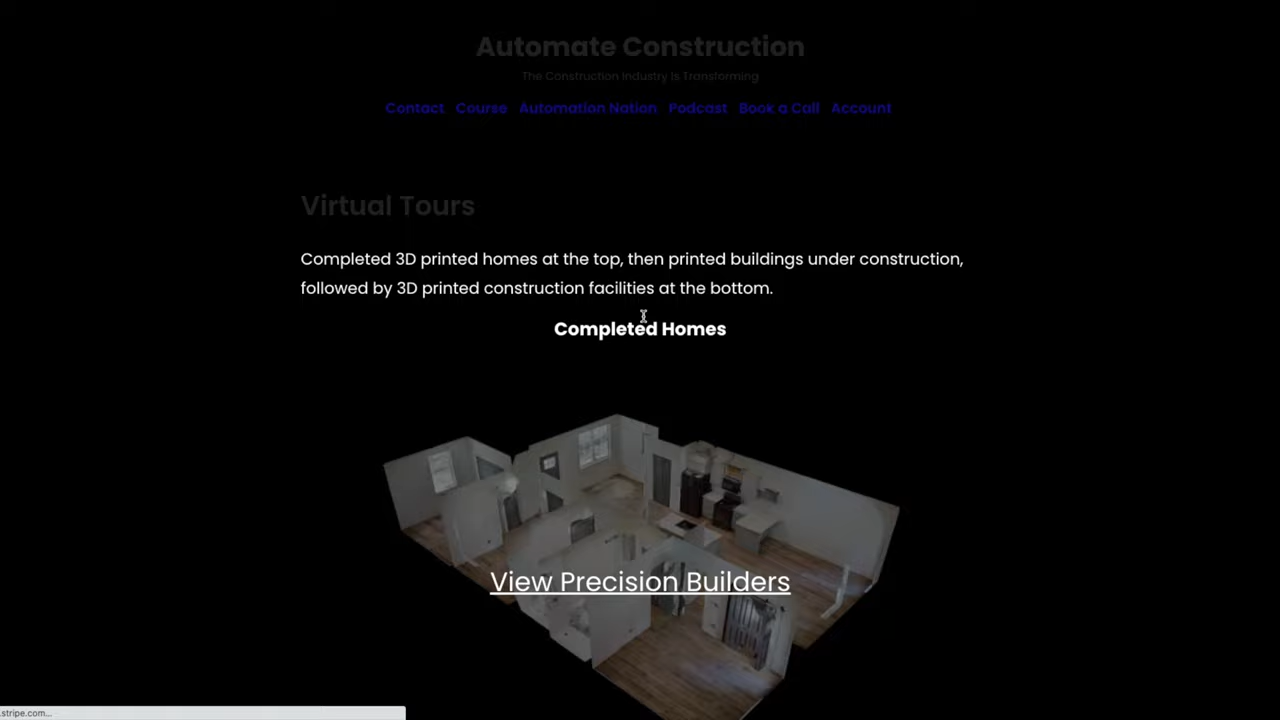 Automate Construction
The Construction Industry Is Transforming
Contact Course Automation Nation Podcast Book a Call Account
Virtual Tours
Completed 3D printed homes at the top, then printed buildings under construction,
followed by 3D printed construction facilities at the bottom.
Completed Homes
View Precision Builders
.stripe.com...